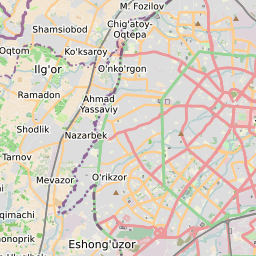 M. Fozilov
Chig'atoy-
Oqtepa
Shamsiobod
Oqtom
Ko'ksaroy
Ilg'or
O'nko'rgon
Ramadon
Ahmad
Yassaviy
Shodlik
Nazarbek
Tarnov
Mevazor
O'rikzor
Eshong'uzor